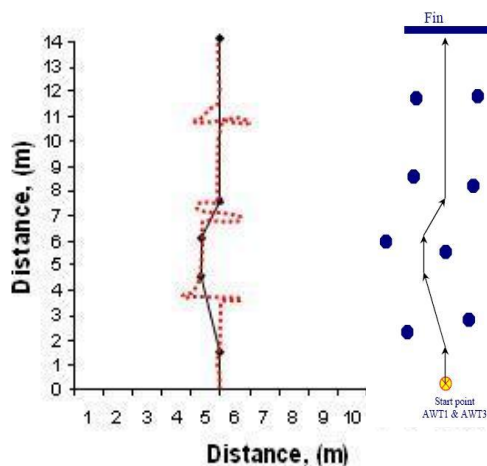 Fin
14
13
12
11
10
9
8
7
6
5
4
3
2
1
0
Distance, (m)
1 2 3 4 5 6 7 8 9 10
Distance, (m)
Start point
AWT1 & AWT3